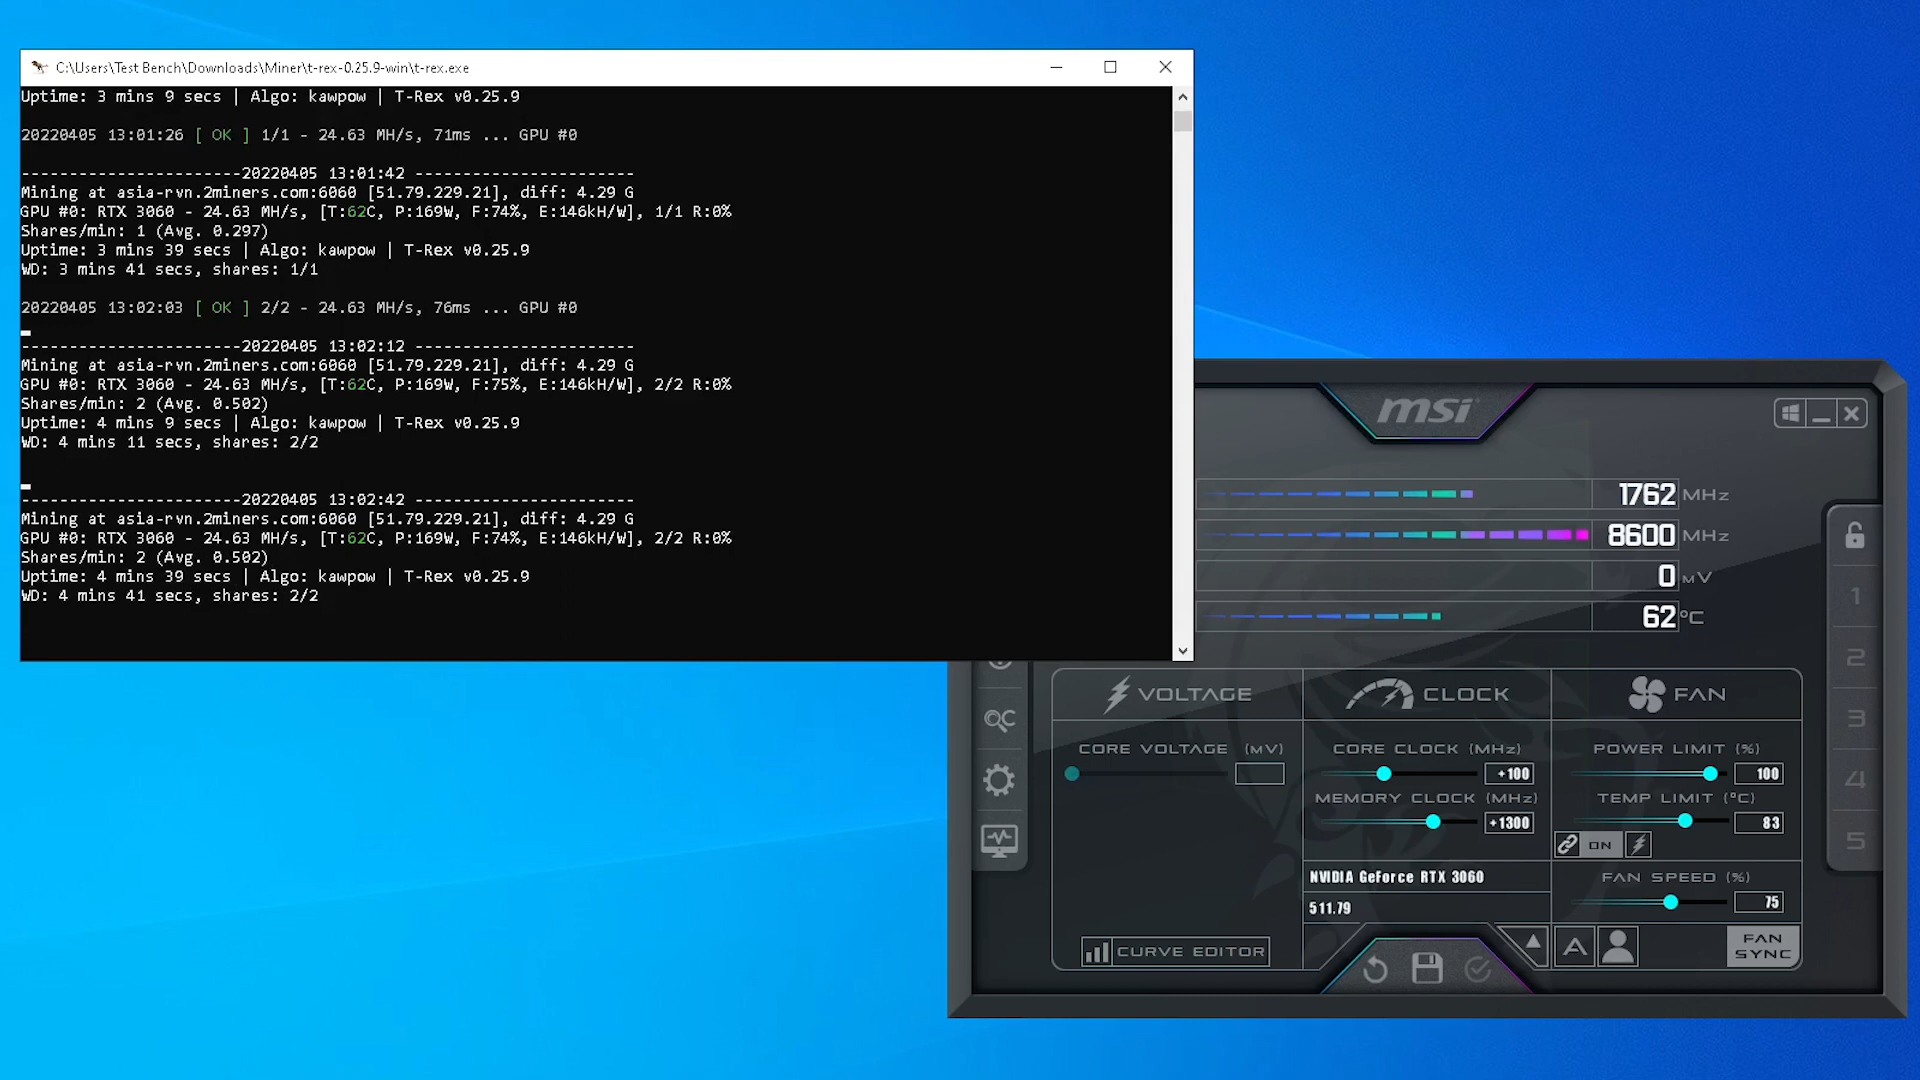 C:\Users\Test Bench\Downloads\Miner\t-rex-0.25.9-win\t-rex.exe
Uptime: 3 mins 9 secs | Algo: kawpow | T-Rex v0.25.9
20220405 13:01:26 [ OK ] 1/1 - 24.63 MH/s, 71ms ... GPU #0
-----------------------20220405 13:01:42 -----------------------
Mining at asia-rvn.2miners.com:6060 [51.79.229.21], diff: 4.29 G
GPU #0: RTX 3060 - 24.63 MH/s, [T:62C, P:169W, F:74%, E:146kH/W], 1/1 R:0%
Shares/min: 1 (Avg. 0.297)
Uptime: 3 mins 39 secs | Algo: kawpow | T-Rex v0.25.9
WD: 3 mins 41 secs, shares: 1/1
20220405 13:02:03 [ OK ] 2/2 - 24.63 MH/s, 76ms ... GPU #0
-----------------------20220405 13:02:12 -----------------------
Mining at asia-rvn.2miners.com:6060 [51.79.229.21], diff: 4.29 G
GPU #0: RTX 3060 - 24.63 MH/s, [T:62C, P:169W, F:75%, E:146kH/W], 2/2 R:0%
Shares/min: 2 (Avg. 0.502)
Uptime: 4 mins 9 secs | Algo: kawpow | T-Rex v0.25.9
WD: 4 mins 11 secs, shares: 2/2
-----------------------20220405 13:02:42 -----------------------
Mining at asia-rvn.2miners.com:6060 [51.79.229.21], diff: 4.29 G
GPU #0: RTX 3060 - 24.63 MH/s, [T:62C, P:169W, F:74%, E:146kH/W], 2/2 R:0%
Shares/min: 2 (Avg. 0.502)
Uptime: 4 mins 39 secs | Algo: kawpow | T-Rex v0.25.9
WD: 4 mins 41 secs, shares: 2/2
msi
1762 MHz
8600 MHz
0 MV
62 °C
1
2
3
4
5
OC
VOLTAGE
CORE VOLTAGE (MV)
CURVE EDITOR
CLOCK
CORE CLOCK (MHz)
+100
MEMORY CLOCK (MHz)
+1300
NVIDIA GeForce RTX 3060
511.79
FAN
POWER LIMIT (%)
100
TEMP LIMIT (°C)
83
ON
FAN SPEED (%)
75
A
FAN
SYNC